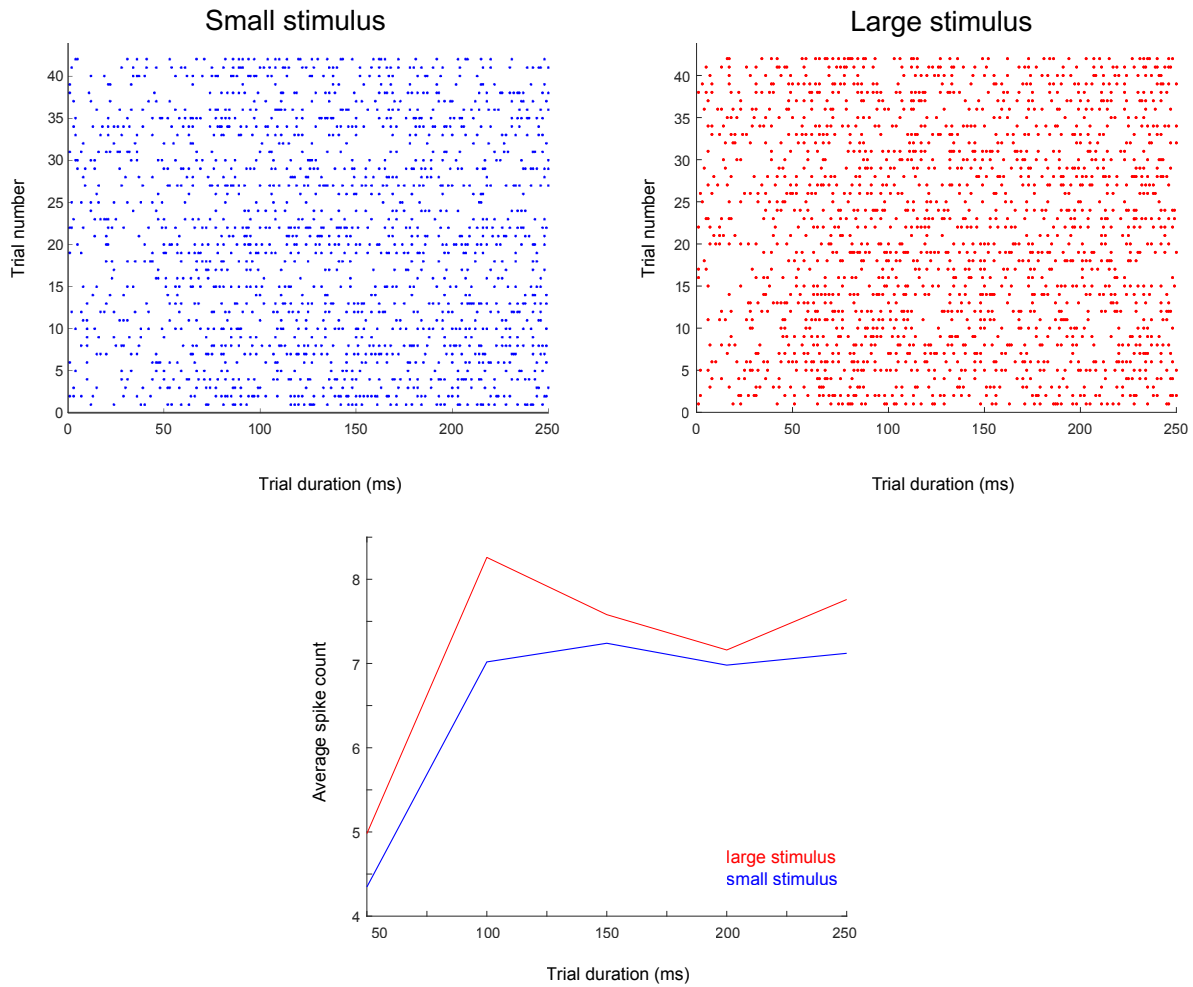 Small stimulus
Large stimulus
40
35
30
25
20
15
10
5
0
Trial number
0 50 100 150 200 250
Trial duration (ms)
40
35
30
25
20
15
10
5
0
Trial number
0 50 100 150 200 250
Trial duration (ms)
8
7
6
5
4
Average spike count
large stimulus
small stimulus
50 100 150 200 250
Trial duration (ms)